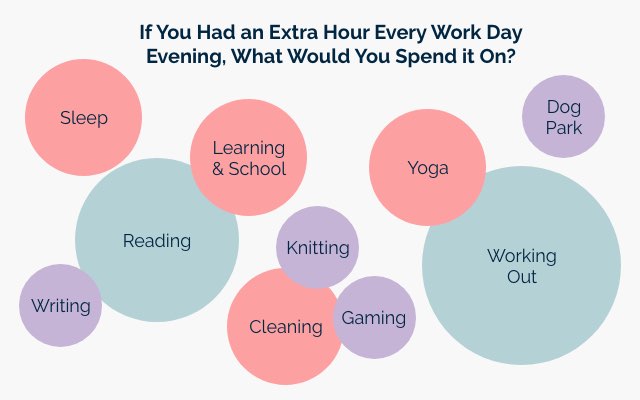 If You Had an Extra Hour Every Work Day
Evening, What Would You Spend it On?
Sleep
Learning
& School
Yoga
Dog
Park
Reading
Knitting
Working
Out
Writing
Cleaning
Gaming